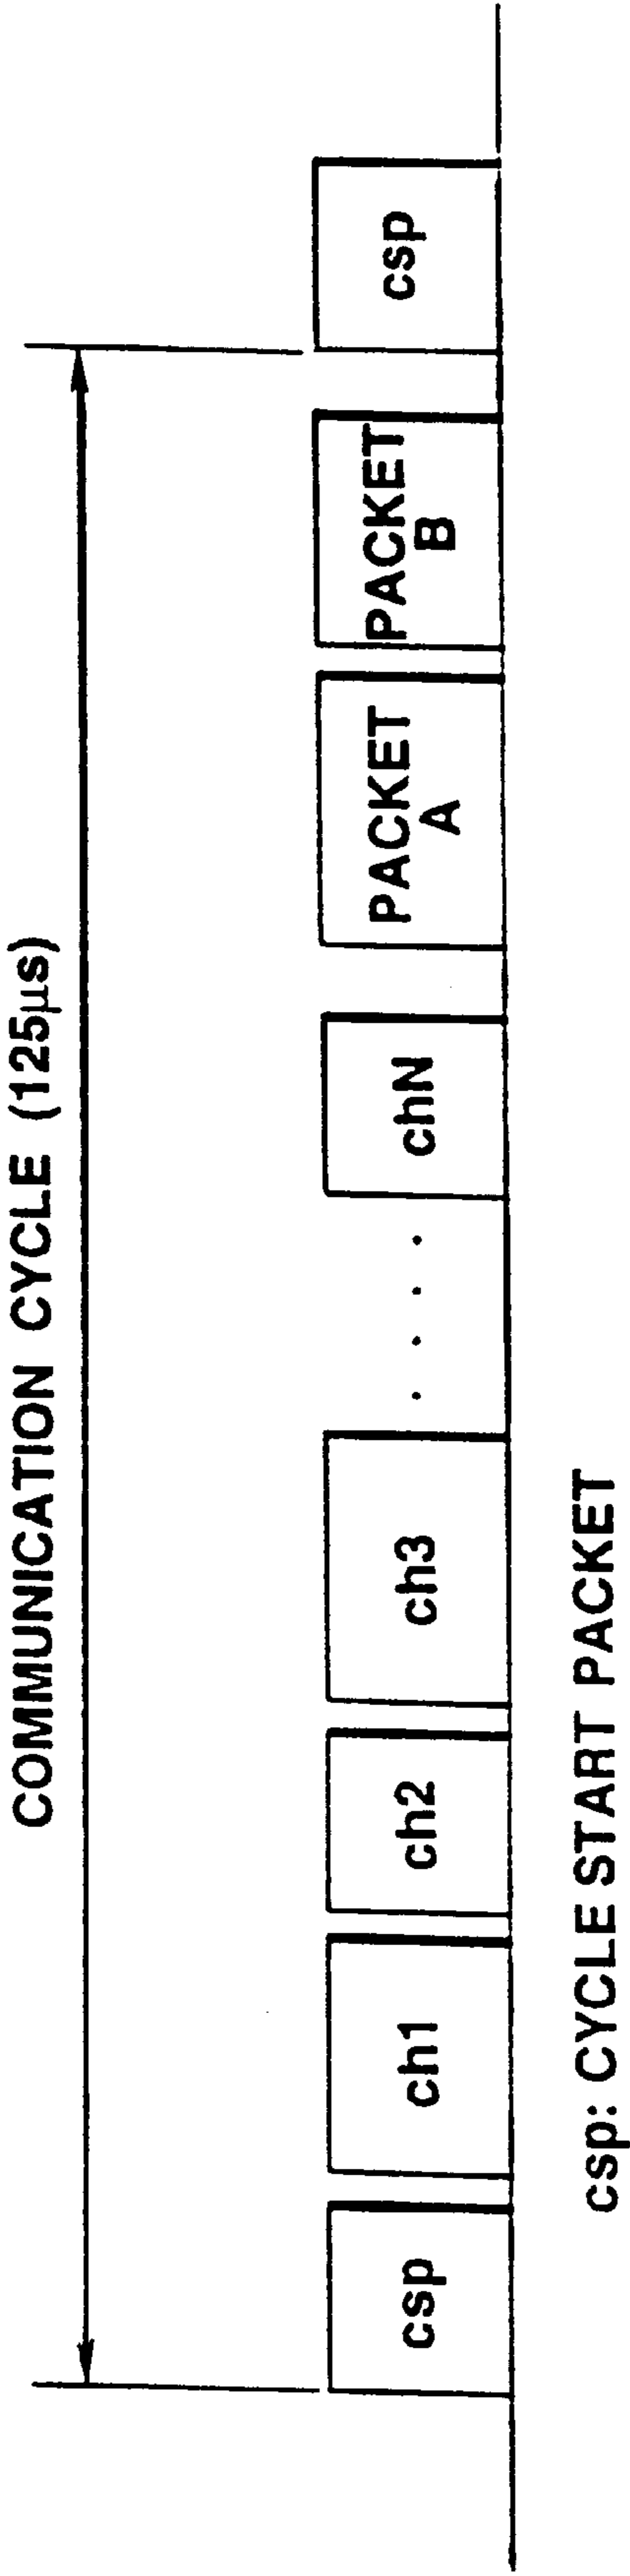 COMMUNICATION CYCLE (125μs)
csp
ch1
ch2
ch3
. . . .
chN
PACKET
A
PACKET
B
csp
csp: CYCLE START PACKET